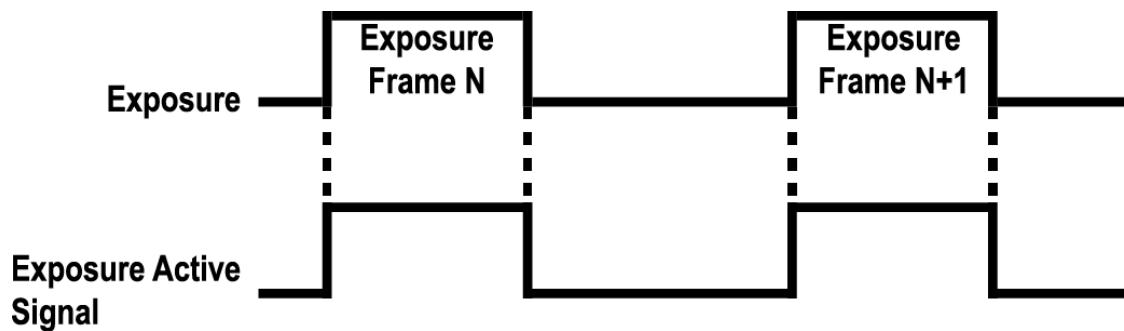 Exposure
Frame N
Exposure
Frame N+1
Exposure
Exposure Active
Signal